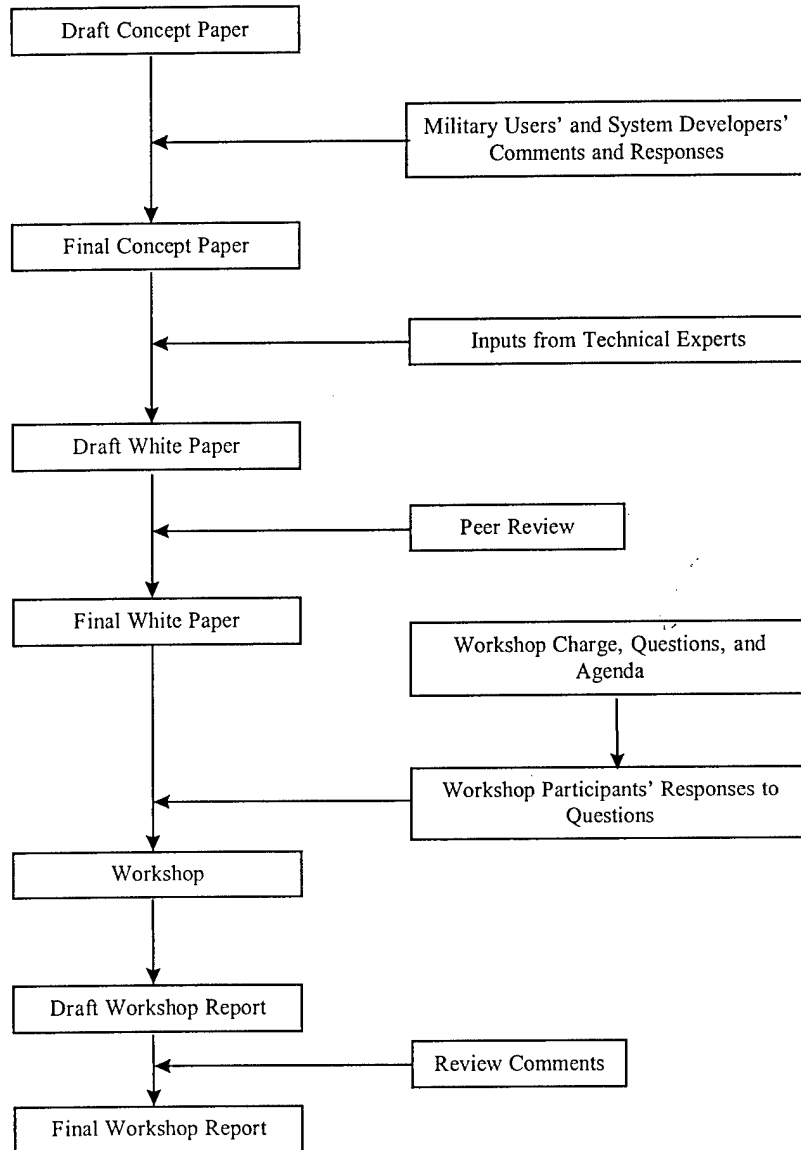 Draft Concept Paper
Military Users' and System Developers'
Comments and Responses
Final Concept Paper
Inputs from Technical Experts
Draft White Paper
Peer Review
Final White Paper
Workshop Charge, Questions, and
Agenda
Workshop Participants' Responses to
Questions
Workshop
Draft Workshop Report
Review Comments
Final Workshop Report